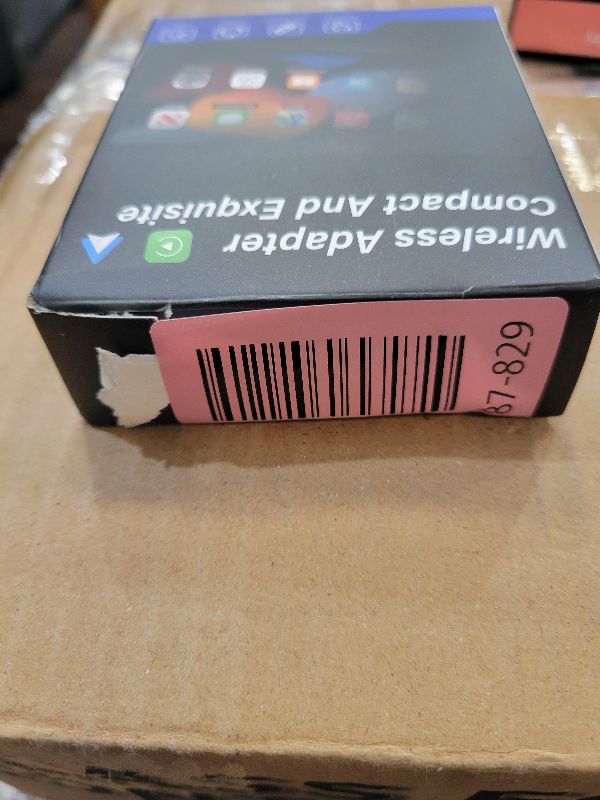 Wireless Adapter
Compact And Exquisite
87-829